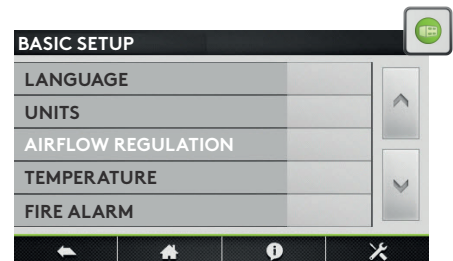 BASIC SETUP
LANGUAGE
UNITS
AIRFLOW REGULATION
TEMPERATURE
FIRE ALARM